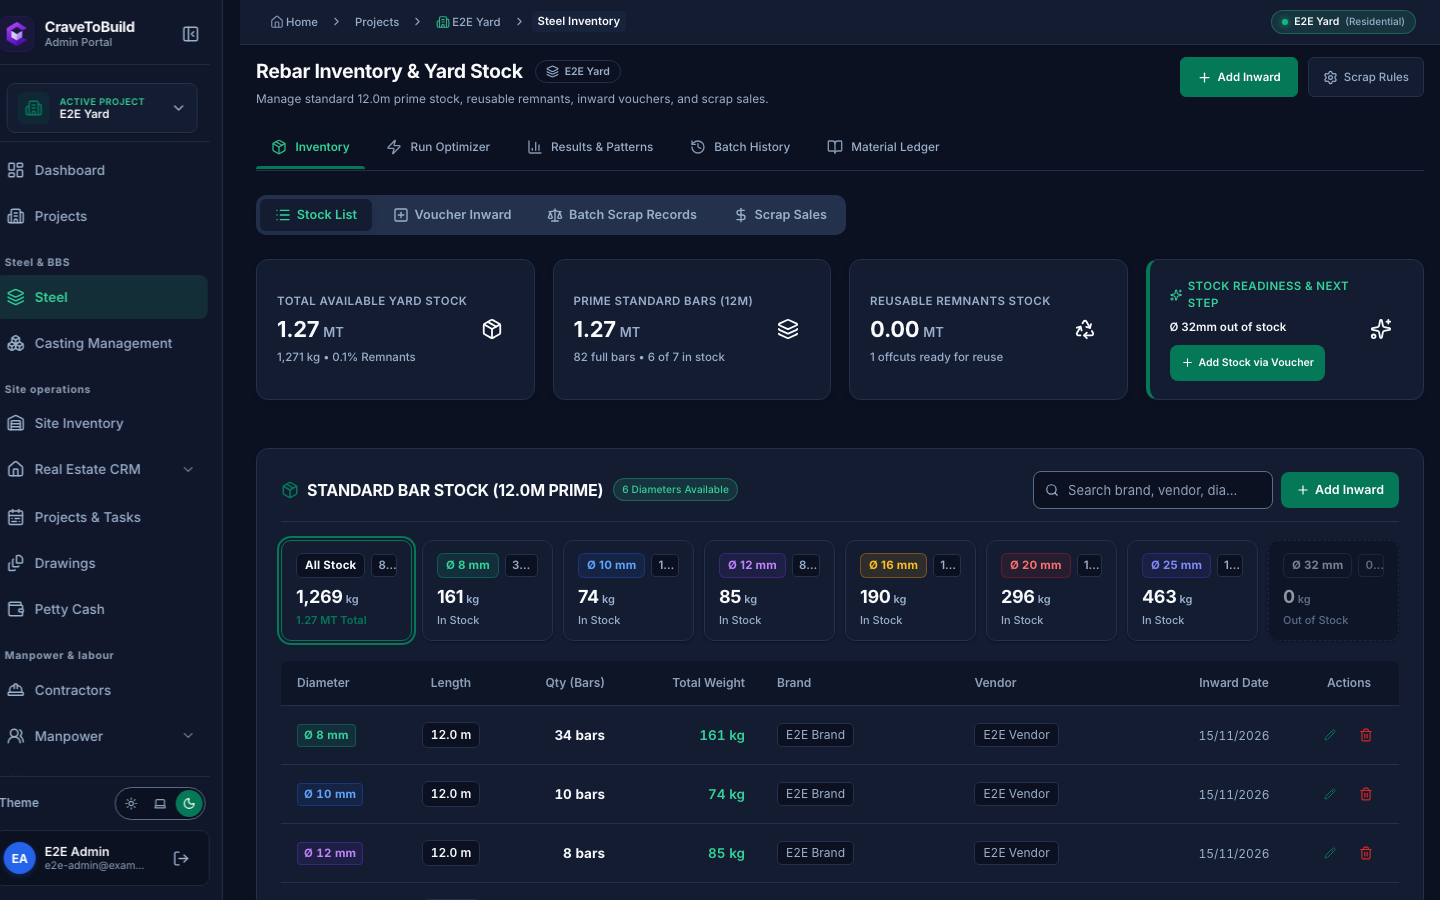 CraveToBuild
Admin Portal
ACTIVE PROJECT
E2E Yard
Dashboard
Projects
Steel & BBS
Steel
Casting Management
Site operations
Site Inventory
Real Estate CRM
Projects & Tasks
Drawings
Petty Cash
Manpower & labour
Contractors
Manpower
Theme
EA
E2E Admin
e2e-admin@exam...
Home
Projects
E2E Yard
Steel Inventory
E2E Yard (Residential)
Rebar Inventory & Yard Stock
E2E Yard
Manage standard 12.0m prime stock, reusable remnants, inward vouchers, and scrap sales.
Add Inward
Scrap Rules
Inventory
Run Optimizer
Results & Patterns
Batch History
Material Ledger
Stock List
Voucher Inward
Batch Scrap Records
Scrap Sales
TOTAL AVAILABLE YARD STOCK
1.27 MT
1,271 kg • 0.1% Remnants
PRIME STANDARD BARS (12M)
1.27 MT
82 full bars • 6 of 7 in stock
REUSABLE REMNANTS STOCK
0.00 MT
1 offcuts ready for reuse
STOCK READINESS & NEXT
STEP
Ø 32mm out of stock
Add Stock via Voucher
STANDARD BAR STOCK (12.0M PRIME)
6 Diameters Available
Search brand, vendor, dia...
Add Inward
All Stock 8...
1,269 kg
1.27 MT Total
Ø 8 mm 3...
161 kg
In Stock
Ø 10 mm 1...
74 kg
In Stock
Ø 12 mm 8...
85 kg
In Stock
Ø 16 mm 1...
190 kg
In Stock
Ø 20 mm 1...
296 kg
In Stock
Ø 25 mm 1...
463 kg
In Stock
Ø 32 mm 0...
0 kg
Out of Stock
Diameter Length Qty (Bars) Total Weight Brand Vendor Inward Date Actions
Ø 8 mm 12.0 m 34 bars 161 kg E2E Brand E2E Vendor 15/11/2026
Ø 10 mm 12.0 m 10 bars 74 kg E2E Brand E2E Vendor 15/11/2026
Ø 12 mm 12.0 m 8 bars 85 kg E2E Brand E2E Vendor 15/11/2026